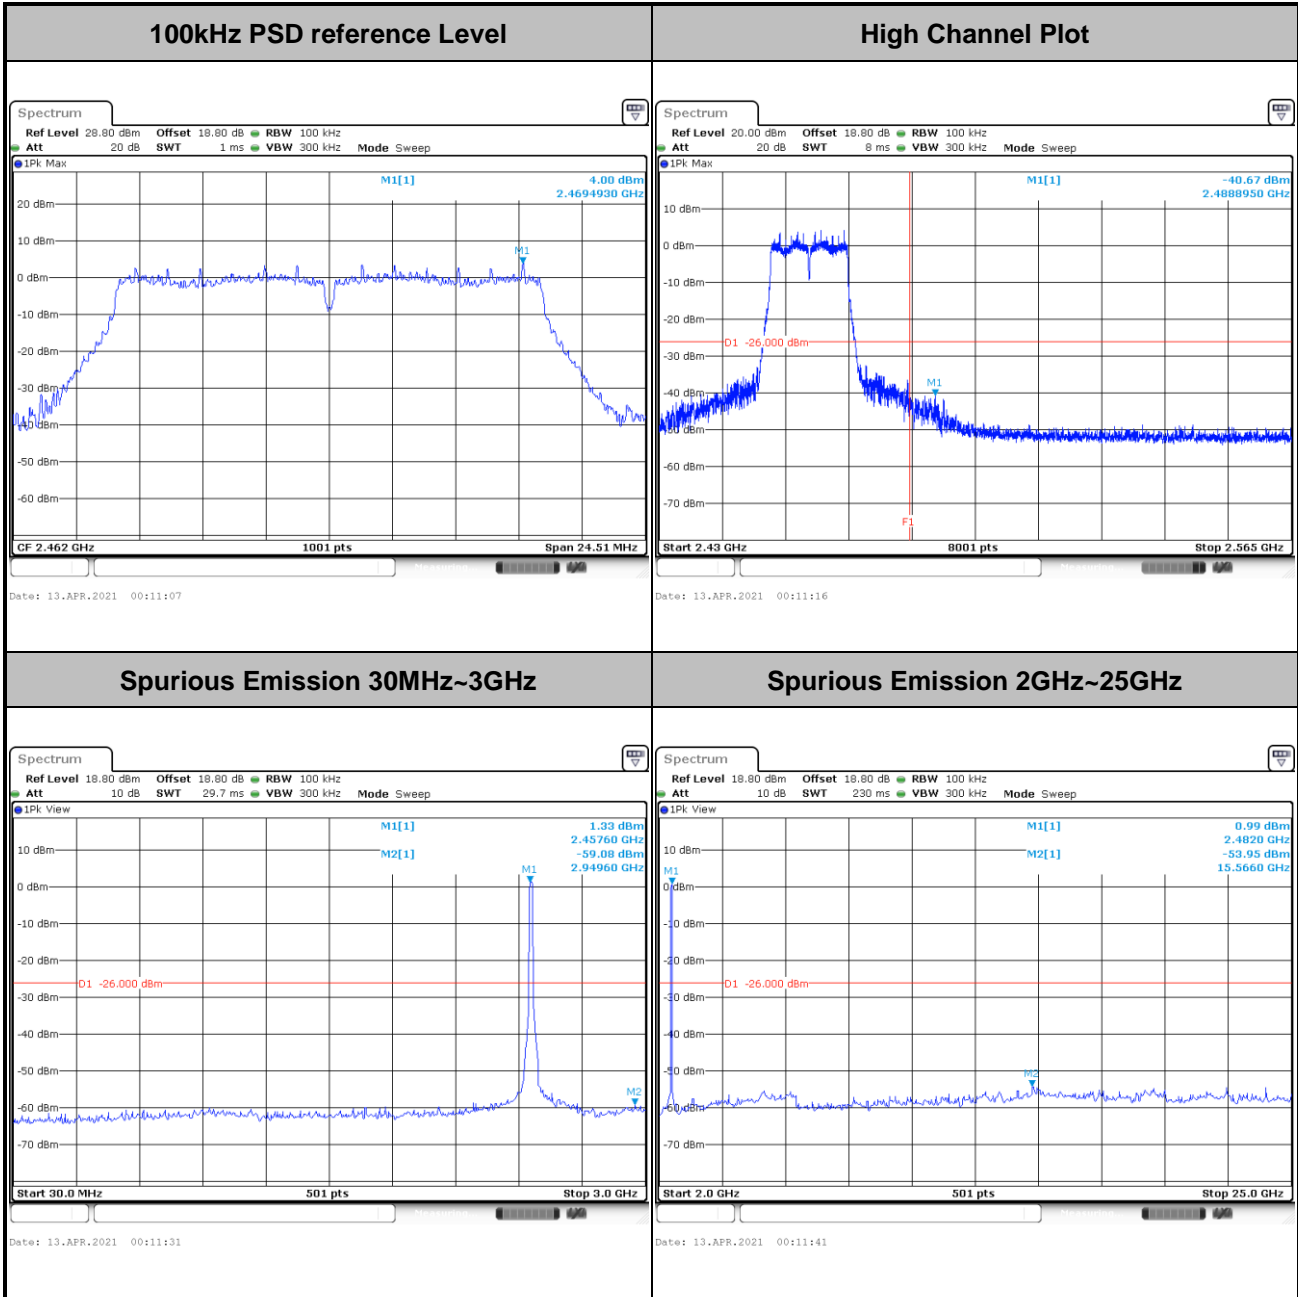 100kHz PSD reference Level
High Channel Plot
Spectrum
Ref Level 28.80 dBm Offset 18.80 dB RBW 100 kHz
Att 20 dB SWT 1 ms VBW 300 kHz Mode Sweep
1Pk Max
M1[1] 4.00 dBm
2.4694930 GHz
20 dBm
10 dBm
M1
0 dBm
-10 dBm
-20 dBm
-30 dBm
-40 dBm
-50 dBm
-60 dBm
CF 2.462 GHz 1001 pts Span 24.51 MHz
Measuring
Date: 13.APR.2021 00:11:07
Spectrum
Ref Level 20.00 dBm Offset 18.80 dB RBW 100 kHz
Att 20 dB SWT 8 ms VBW 300 kHz Mode Sweep
1Pk Max
M1[1] -40.67 dBm
2.4888950 GHz
10 dBm
0 dBm
-10 dBm
-20 dBm
D1 -26.000 dBm
-30 dBm
M1
-40 dBm
-50 dBm
-60 dBm
-70 dBm
F1
Start 2.43 GHz 8001 pts Stop 2.565 GHz
Measuring
Date: 13.APR.2021 00:11:16
Spurious Emission 30MHz~3GHz
Spurious Emission 2GHz~25GHz
Spectrum
Ref Level 18.80 dBm Offset 18.80 dB RBW 100 kHz
Att 10 dB SWT 29.7 ms VBW 300 kHz Mode Sweep
1Pk View
M1[1] 1.33 dBm
2.45760 GHz
M2[1] -59.08 dBm
2.94960 GHz
10 dBm
M1
0 dBm
-10 dBm
-20 dBm
D1 -26.000 dBm
-30 dBm
-40 dBm
-50 dBm
M2
-60 dBm
-70 dBm
Start 30.0 MHz 501 pts Stop 3.0 GHz
Measuring
Date: 13.APR.2021 00:11:31
Spectrum
Ref Level 18.80 dBm Offset 18.80 dB RBW 100 kHz
Att 10 dB SWT 230 ms VBW 300 kHz Mode Sweep
1Pk View
M1[1] 0.99 dBm
2.4820 GHz
M2[1] -53.95 dBm
15.5660 GHz
10 dBm
M1
0 dBm
-10 dBm
-20 dBm
D1 -26.000 dBm
-30 dBm
-40 dBm
-50 dBm
M2
-60 dBm
-70 dBm
Start 2.0 GHz 501 pts Stop 25.0 GHz
Measuring
Date: 13.APR.2021 00:11:41